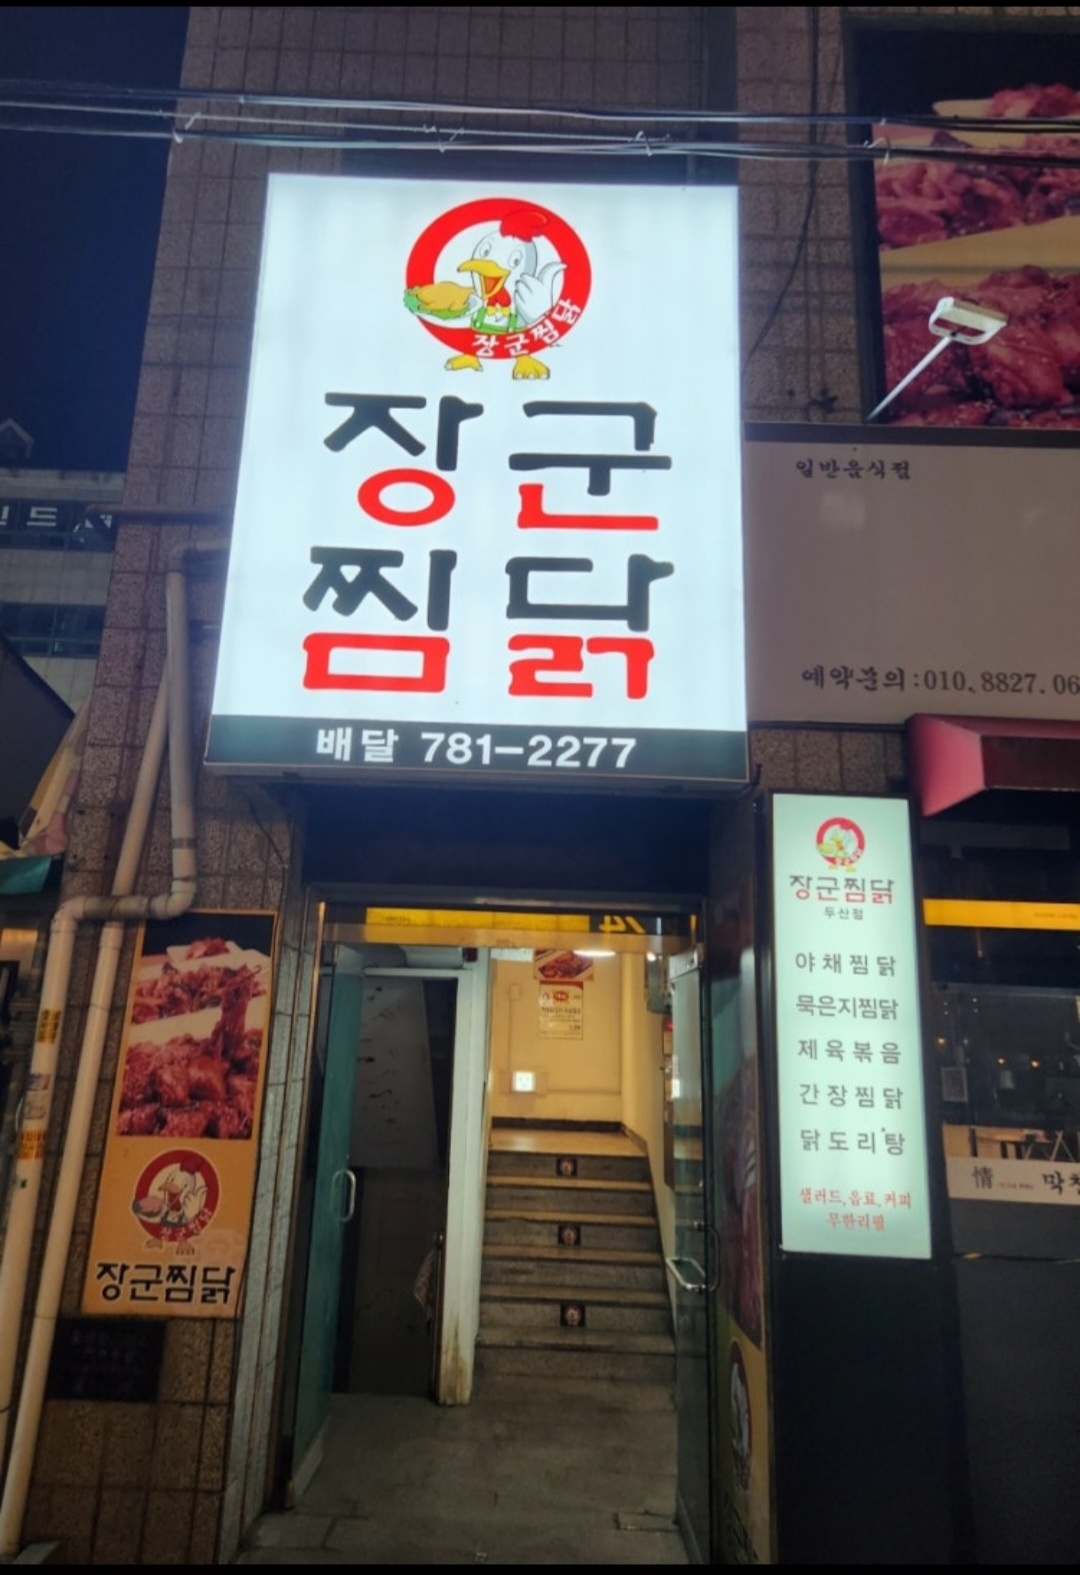 장군찜닭
장군
찜닭
배달 781-2277
일반음식점
예약문의:010.8827.06
장군찜닭
두산점
야채찜닭
묵은지찜닭
제육볶음
간장찜닭
닭도리탕
샐러드,음료,커피
무한리필
장군찜닭
情
막